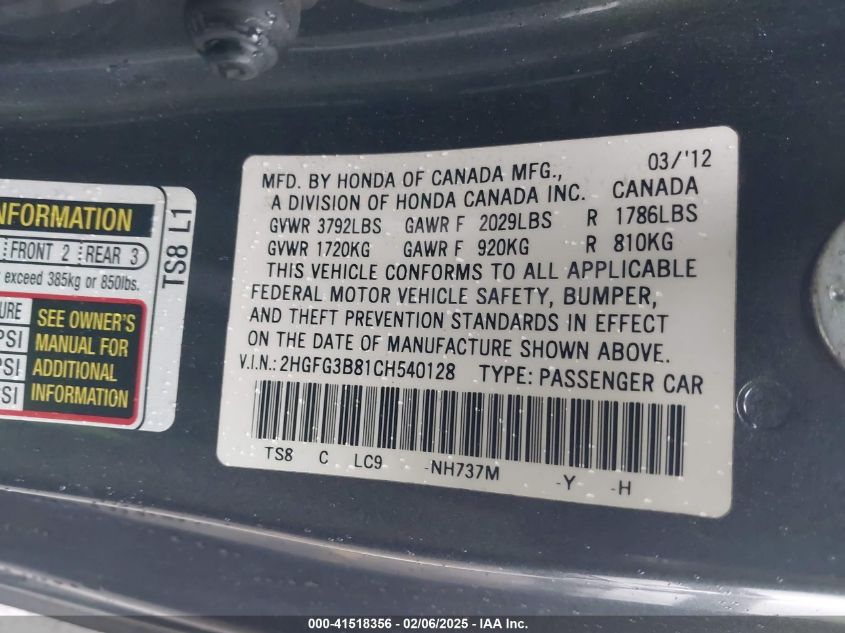 MFD. BY HONDA OF CANADA MFG., 03/'12
A DIVISION OF HONDA CANADA INC. CANADA
GVWR 3792LBS GAWR F 2029LBS R 1786LBS
GVWR 1720KG GAWR F 920KG R 810KG
THIS VEHICLE CONFORMS TO ALL APPLICABLE
FEDERAL MOTOR VEHICLE SAFETY, BUMPER,
AND THEFT PREVENTION STANDARDS IN EFFECT
ON THE DATE OF MANUFACTURE SHOWN ABOVE.
V.I.N.: 2HGFG3B81CH540128 TYPE: PASSENGER CAR
TS8 C LC9 -NH737M -Y -H
INFORMATION
FRONT 2 REAR 3
exceed 385kg or 850lbs.
SEE OWNER'S
PSI MANUAL FOR
PSI ADDITIONAL
PSI INFORMATION
TS8 L1
000-41518356 - 02/06/2025 - IAA Inc.